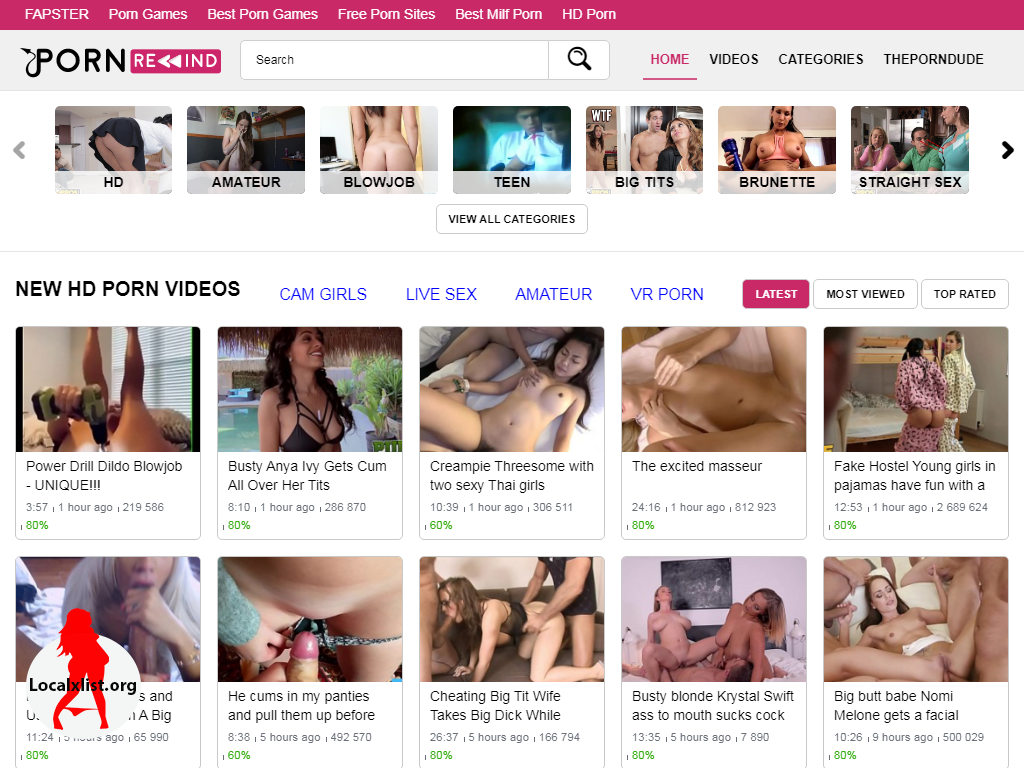 FAPSTER Porn Games Best Porn Games Free Porn Sites Best Milf Porn HD Porn
PORN REWIND Search HOME VIDEOS CATEGORIES THEPORNDUDE
WTF
HD AMATEUR BLOWJOB TEEN BIG TITS BRUNETTE STRAIGHT SEX
VIEW ALL CATEGORIES
NEW HD PORN VIDEOS CAM GIRLS LIVE SEX AMATEUR VR PORN LATEST MOST VIEWED TOP RATED
Power Drill Dildo Blowjob
- UNIQUE!!!
3:57 1 hour ago 219 586
80%
Busty Anya Ivy Gets Cum
All Over Her Tits
8:10 1 hour ago 286 870
80%
Creampie Threesome with
two sexy Thai girls
10:39 1 hour ago 306 511
60%
The excited masseur
24:16 1 hour ago 812 923
80%
Fake Hostel Young girls in
pajamas have fun with a
12:53 1 hour ago 2 689 624
80%
Localxlist.org
and
A Big
11:24 5 hours ago 65 990
80%
He cums in my panties
and pull them up before
8:38 5 hours ago 492 570
60%
Cheating Big Tit Wife
Takes Big Dick While
26:37 5 hours ago 166 794
80%
Busty blonde Krystal Swift
ass to mouth sucks cock
13:35 5 hours ago 7 890
80%
Big butt babe Nomi
Melone gets a facial
10:26 9 hours ago 500 029
80%